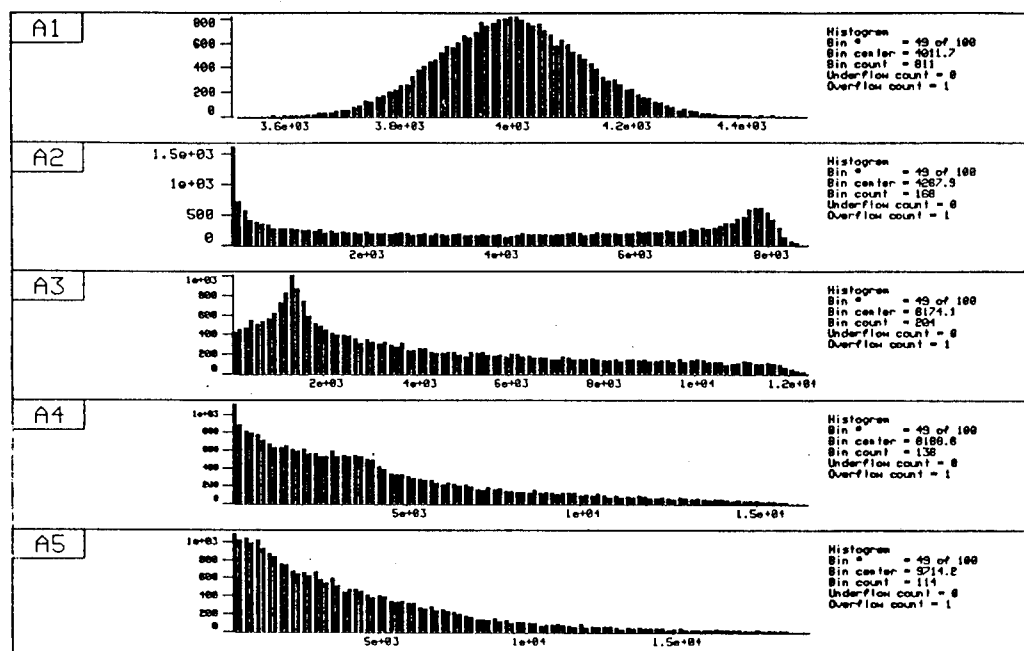 A1
800
600
400
200
0
3.6e+03 3.8e+03 4e+03 4.2e+03 4.4e+03
Histogram
Bin # = 49 of 100
Bin center = 4011.7
Bin count = 811
Underflow count = 0
Overflow count = 1
A2
1.5e+03
1e+03
500
0
2e+03 4e+03 6e+03 8e+03
Histogram
Bin # = 49 of 100
Bin center = 4267.9
Bin count = 168
Underflow count = 0
Overflow count = 1
A3
1e+03
800
600
400
200
0
2e+03 4e+03 6e+03 8e+03 1e+04 1.2e+04
Histogram
Bin # = 49 of 100
Bin center = 6174.1
Bin count = 204
Underflow count = 0
Overflow count = 1
A4
1e+03
800
600
400
200
0
5e+03 1e+04 1.5e+04
Histogram
Bin # = 49 of 100
Bin center =
Bin count = 138
Underflow count = 0
Overflow count = 1
A5
1e+03
800
600
400
200
0
5e+03 1e+04 1.5e+04
Histogram
Bin # = 49 of 100
Bin center = 9714.2
Bin count = 114
Underflow count = 0
Overflow count = 1